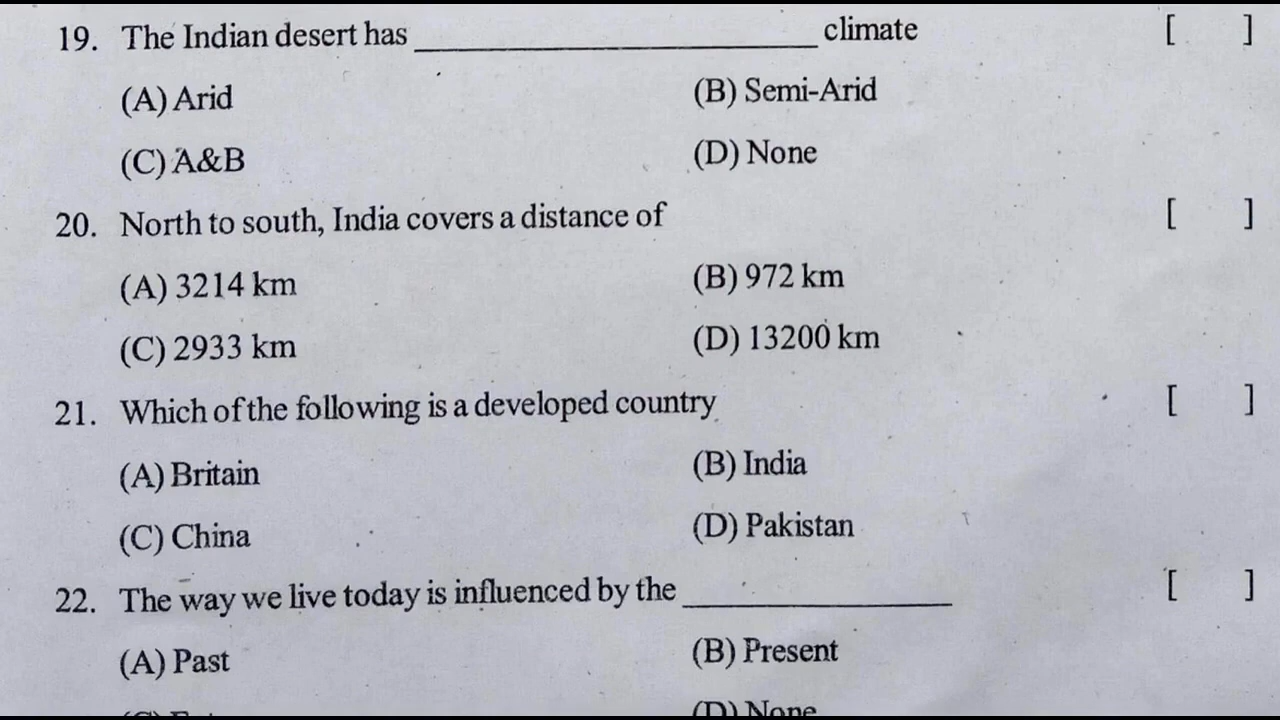 19. The Indian desert has ____________ climate [ ]
(A) Arid (B) Semi-Arid
(C) A&B (D) None
20. North to south, India covers a distance of [ ]
(A) 3214 km (B) 972 km
(C) 2933 km (D) 13200 km
21. Which of the following is a developed country [ ]
(A) Britain (B) India
(C) China (D) Pakistan
22. The way we live today is influenced by the ____________ [ ]
(A) Past (B) Present
(D) None